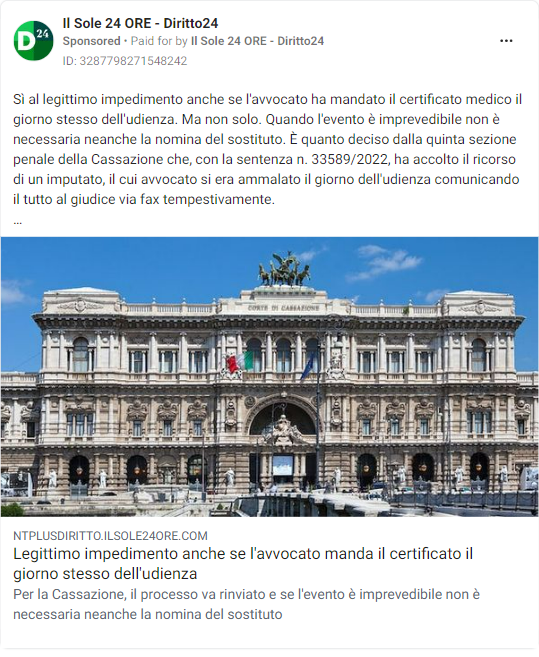 D24
Il Sole 24 ORE - Diritto24
Sponsored • Paid for by Il Sole 24 ORE - Diritto24
ID: 3287798271548242
Sì al legittimo impedimento anche se l'avvocato ha mandato il certificato medico il
giorno stesso dell'udienza. Ma non solo. Quando l'evento è imprevedibile non è
necessaria neanche la nomina del sostituto. È quanto deciso dalla quinta sezione
penale della Cassazione che, con la sentenza n. 33589/2022, ha accolto il ricorso
di un imputato, il cui avvocato si era ammalato il giorno dell'udienza comunicando
il tutto al giudice via fax tempestivamente.
...
CORTE DI CASSAZIONE
NTPLUSDIRITTO.ILSOLE24ORE.COM
Legittimo impedimento anche se l'avvocato manda il certificato il
giorno stesso dell'udienza
Per la Cassazione, il processo va rinviato e se l'evento è imprevedibile non è
necessaria neanche la nomina del sostituto